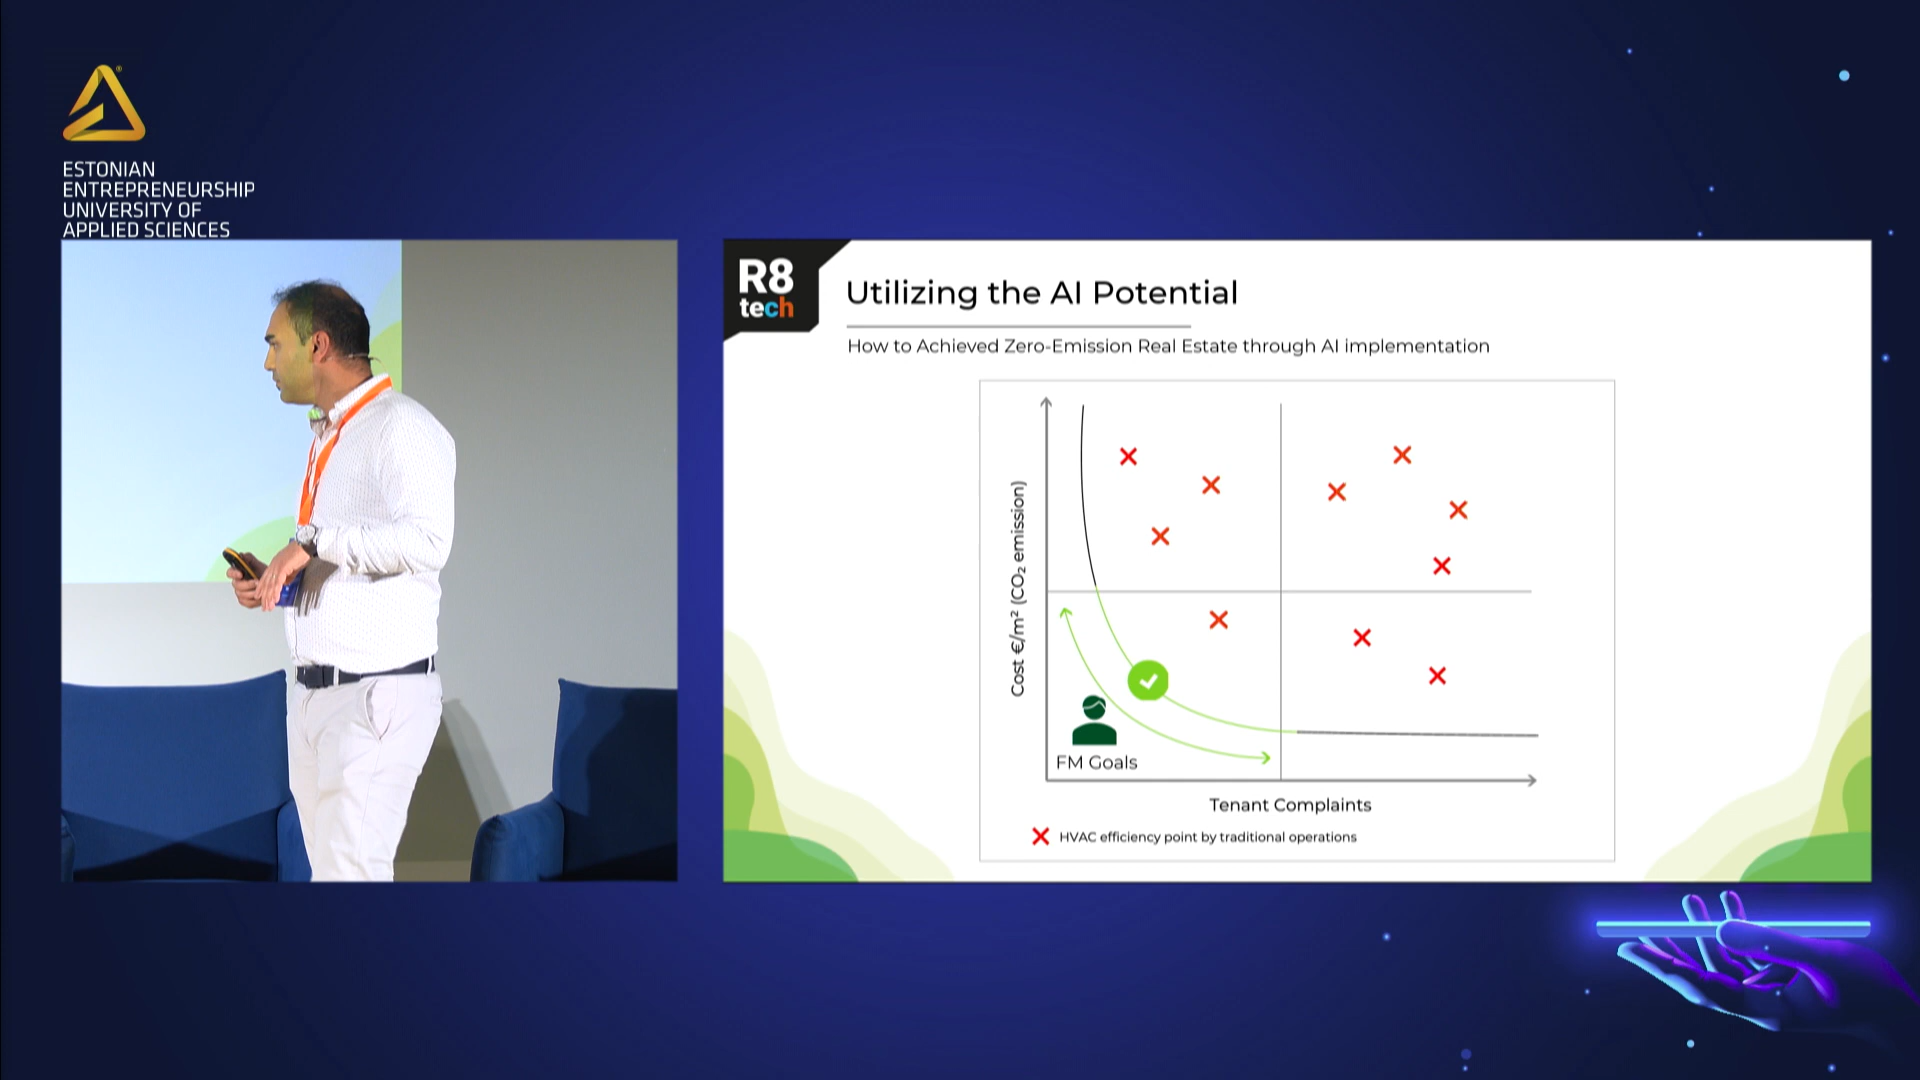 ESTONIAN
ENTREPRENEURSHIP
UNIVERSITY OF
APPLIED SCIENCES
R8
tech
Utilizing the AI Potential
How to Achieved Zero-Emission Real Estate through AI implementation
Cost €/m² (CO₂ emission)
FM Goals
Tenant Complaints
HVAC efficiency point by traditional operations